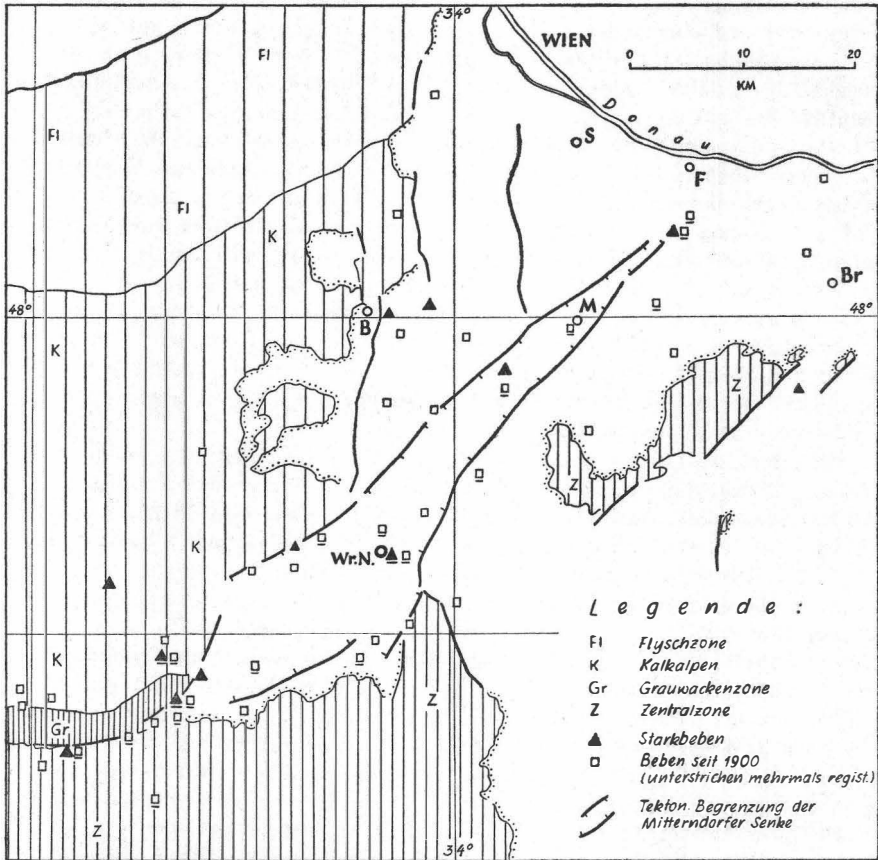 34°
WIEN
0 10 20
KM
Donau
Fl
Fl
Fl
S
F
K
Br
48°
B
M
48°
K
Z
Z
K
Wr.N.
K
Gr
Z
Z
34°
Legende:
Fl Flyschzone
K Kalkalpen
Gr Grauwackenzone
Z Zentralzone
Starkbeben
Beben seit 1900
(unterstrichen mehrmals regist.)
Tekton. Begrenzung der
Mitterndorfer Senke